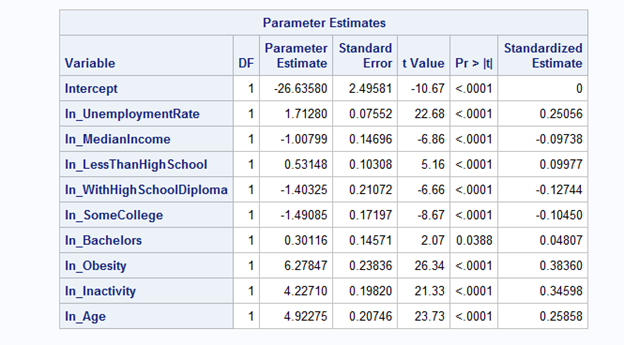 Parameter Estimates
Variable DF Parameter Estimate Standard Error t Value Pr > |t| Standardized Estimate
Intercept 1 -26.63580 2.49581 -10.67 <.0001 0
ln_UnemploymentRate 1 1.71280 0.07552 22.68 <.0001 0.25056
ln_MedianIncome 1 -1.00799 0.14696 -6.86 <.0001 -0.09738
ln_LessThanHighSchool 1 0.53148 0.10308 5.16 <.0001 0.09977
ln_WithHighSchoolDiploma 1 -1.40325 0.21072 -6.66 <.0001 -0.12744
ln_SomeCollege 1 -1.49085 0.17197 -8.67 <.0001 -0.10450
ln_Bachelors 1 0.30116 0.14571 2.07 0.0388 0.04807
ln_Obesity 1 6.27847 0.23836 26.34 <.0001 0.38360
ln_Inactivity 1 4.22710 0.19820 21.33 <.0001 0.34598
ln_Age 1 4.92275 0.20746 23.73 <.0001 0.25858